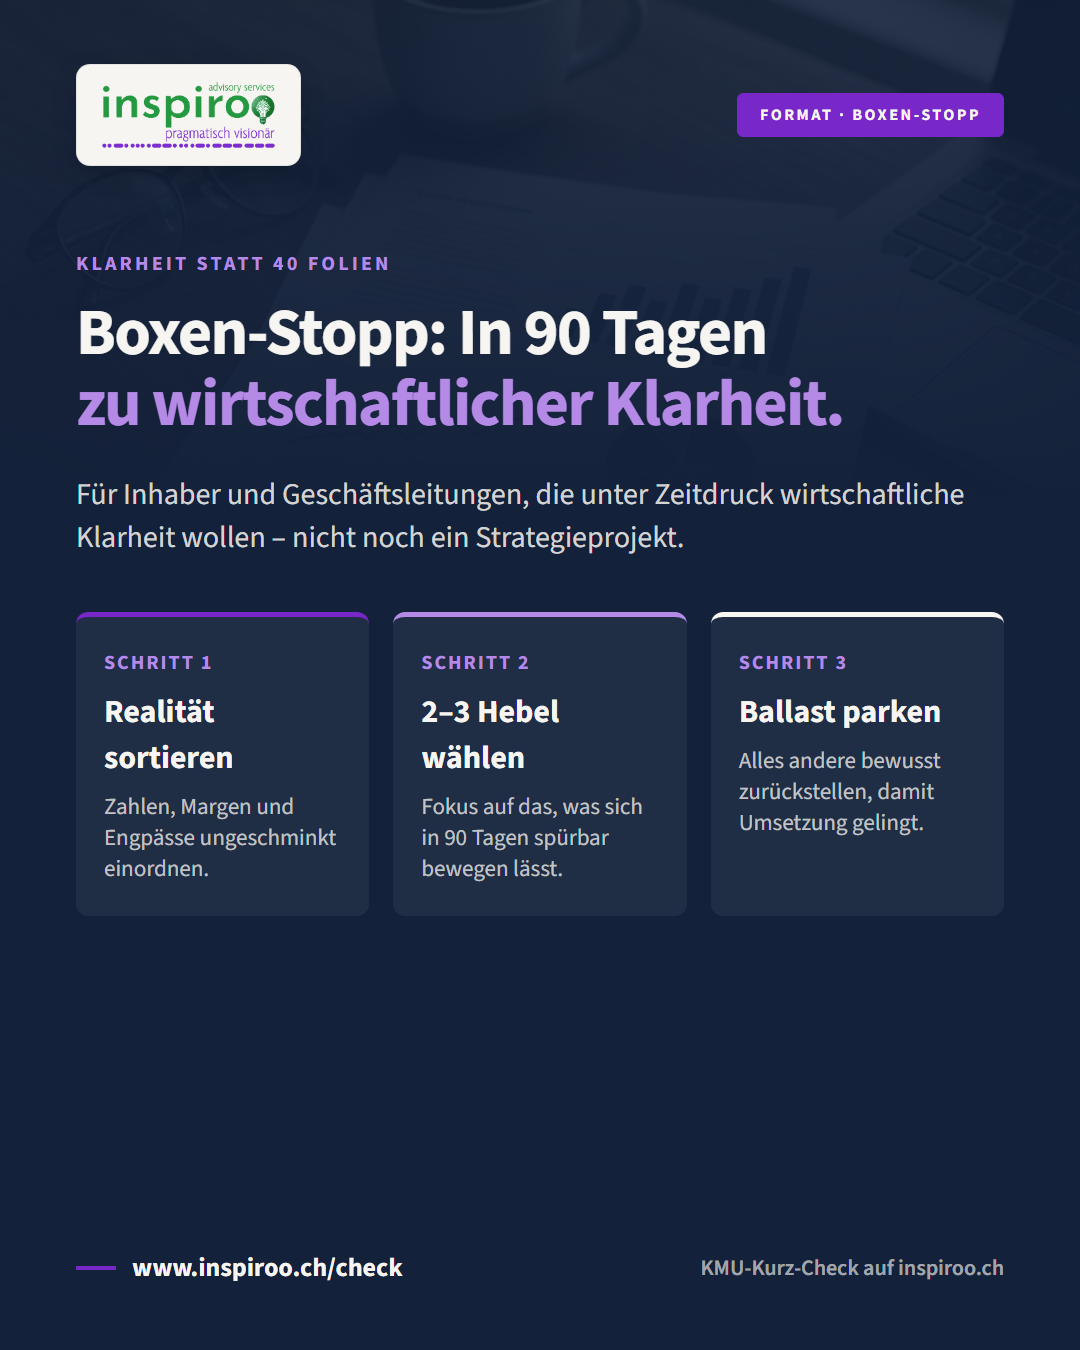 advisory services
inspiroo
pragmatisch visionär
FORMAT · BOXEN-STOPP
KLARHEIT STATT 40 FOLIEN
Boxen-Stopp: In 90 Tagen
zu wirtschaftlicher Klarheit.
Für Inhaber und Geschäftsleitungen, die unter Zeitdruck wirtschaftliche
Klarheit wollen – nicht noch ein Strategieprojekt.
SCHRITT 1
Realität
sortieren
Zahlen, Margen und
Engpässe ungeschminkt
einordnen.
SCHRITT 2
2–3 Hebel
wählen
Fokus auf das, was sich
in 90 Tagen spürbar
bewegen lässt.
SCHRITT 3
Ballast parken
Alles andere bewusst
zurückstellen, damit
Umsetzung gelingt.
www.inspiroo.ch/check
KMU-Kurz-Check auf inspiroo.ch